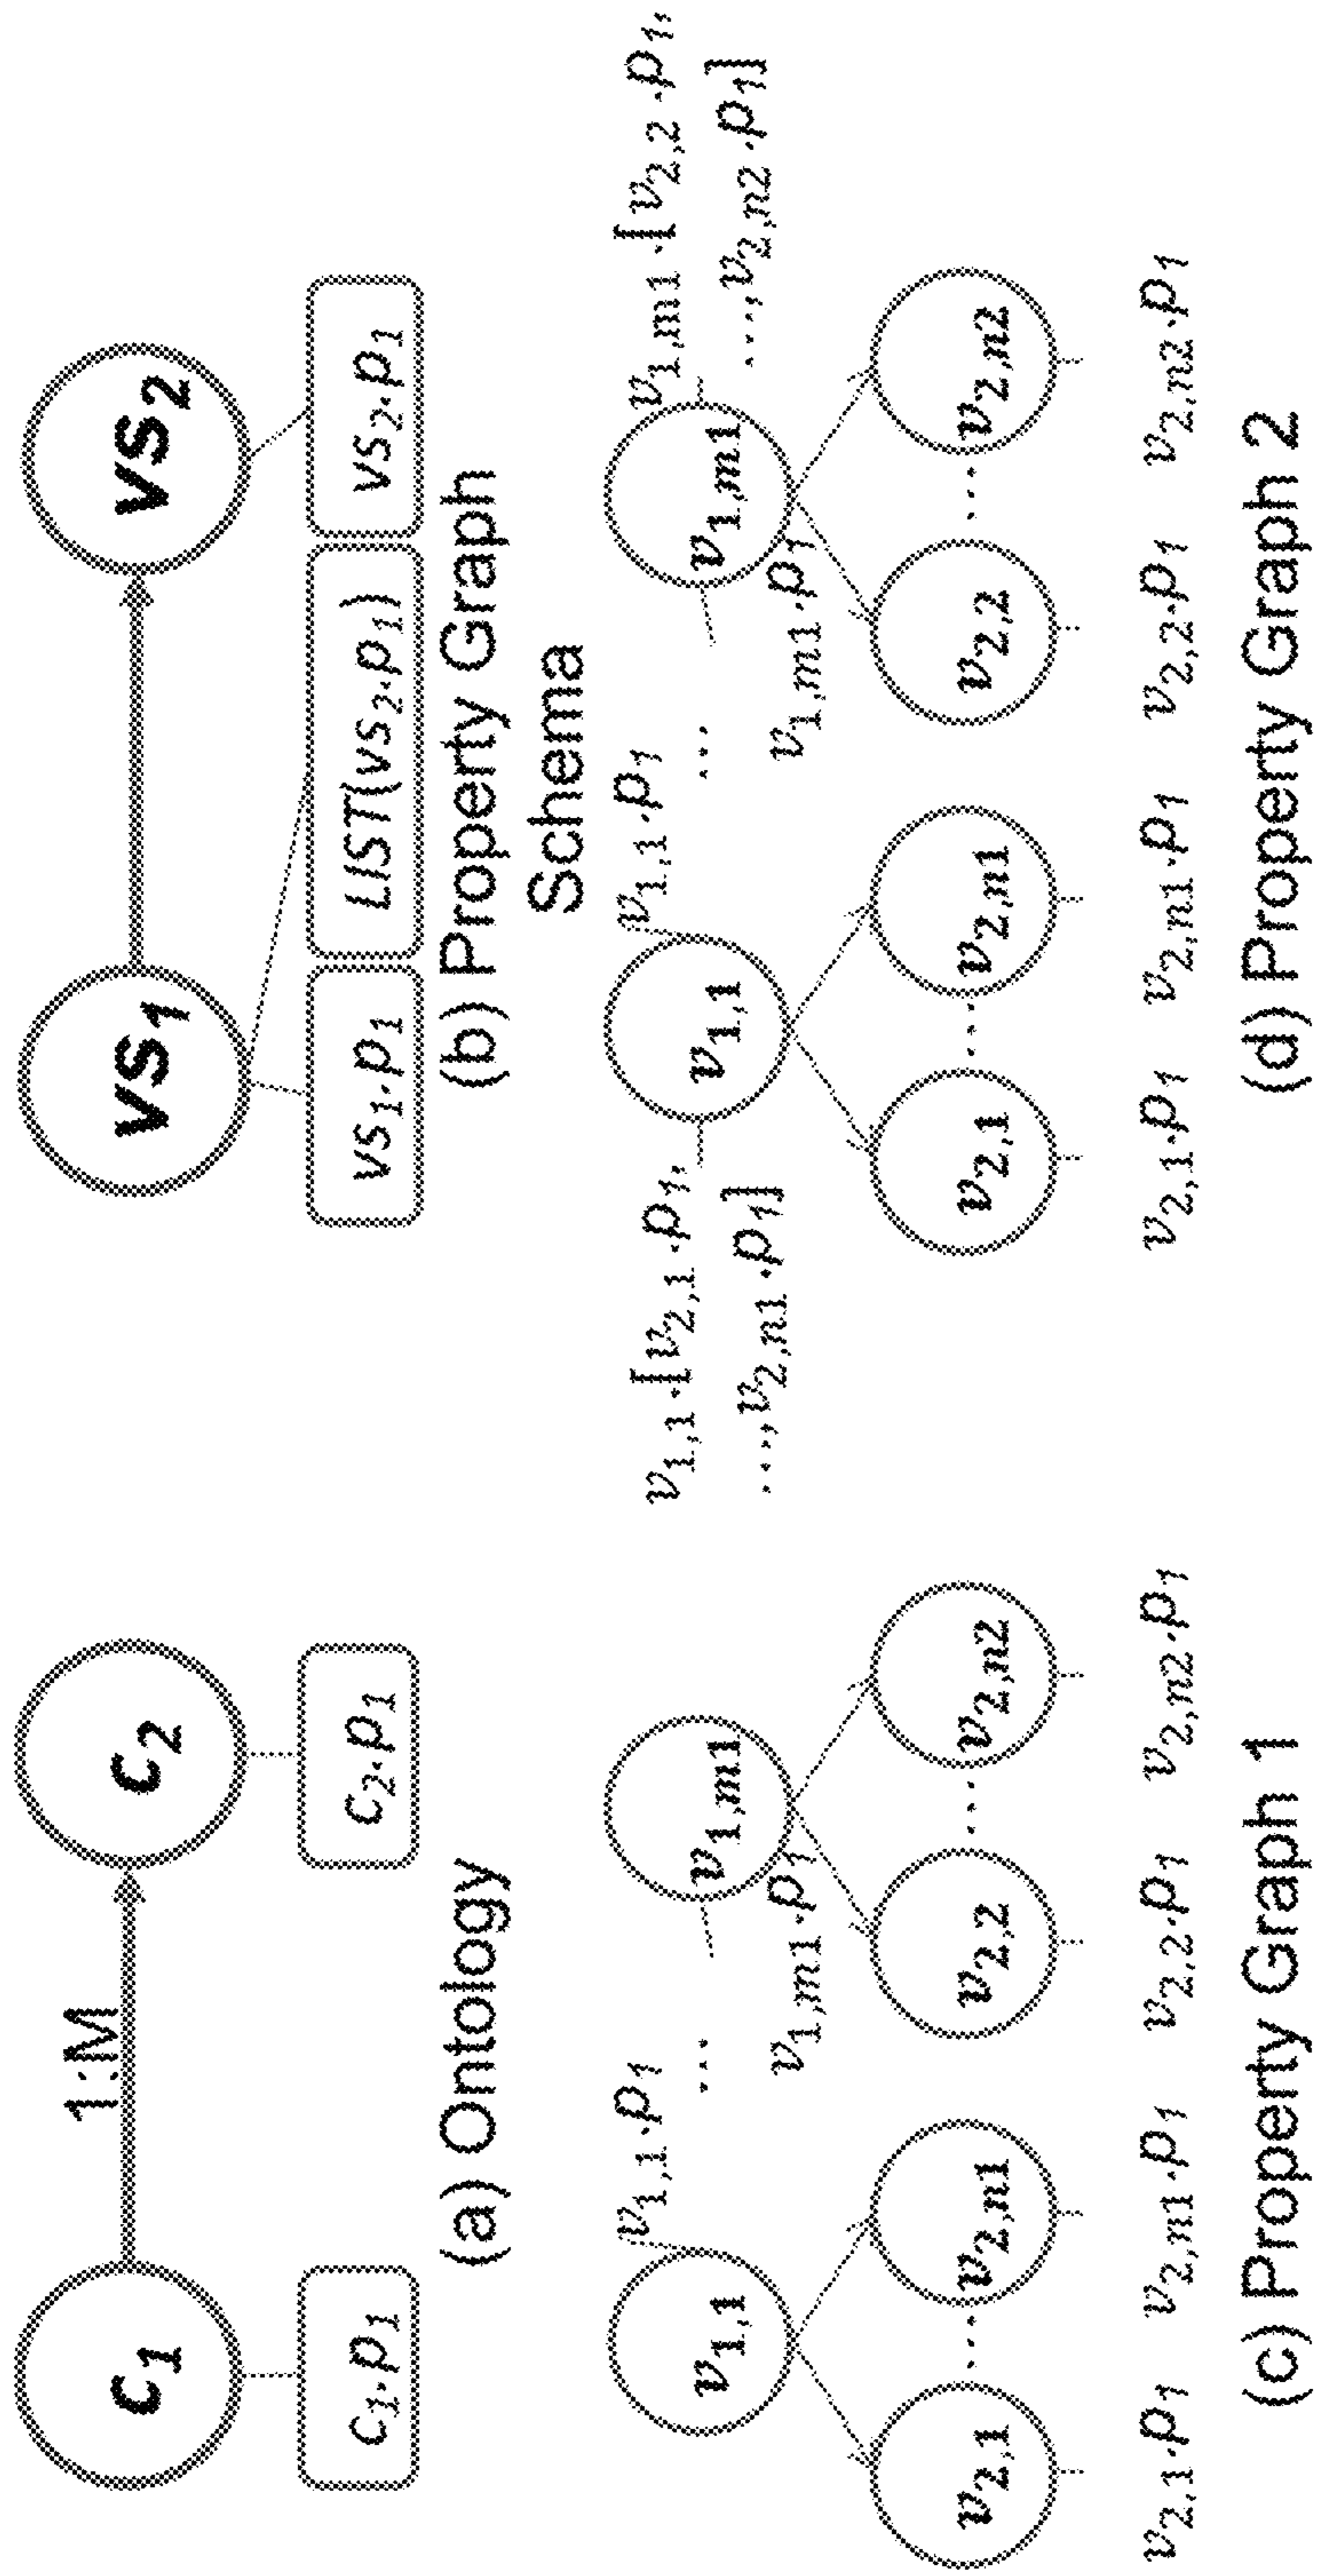 1:M
c₁
c₂
c₁.p₁
c₂.p₁
(a) Ontology
vs₁
vs₂
vs₁.p₁
LIST(vs₂.p₁)
vs₂.p₁
(b) Property Graph
Schema
v₁,₁.p₁
v₁,₁
...
v₁,m1
v₁,m1.p₁
v₂,₁
...
v₂,n1
v₂,₂
...
v₂,n2
v₂,₁.p₁
v₂,m1.p₁
v₂,₂.p₁
v₂,n2.p₁
(c) Property Graph 1
v₁,₁.[v₂,₁.p₁,
...,v₂,n1.p₁]
v₁,₁.p₁
v₁,m1.[v₂,₂.p₁,
...,v₂,n2.p₁]
v₁,₁
...
v₁,m1
v₁,m1.p₁
v₂,₁
...
v₂,n1
v₂,₂
...
v₂,n2
v₂,₁.p₁
v₂,n1.p₁
v₂,₂.p₁
v₂,n2.p₁
(d) Property Graph 2